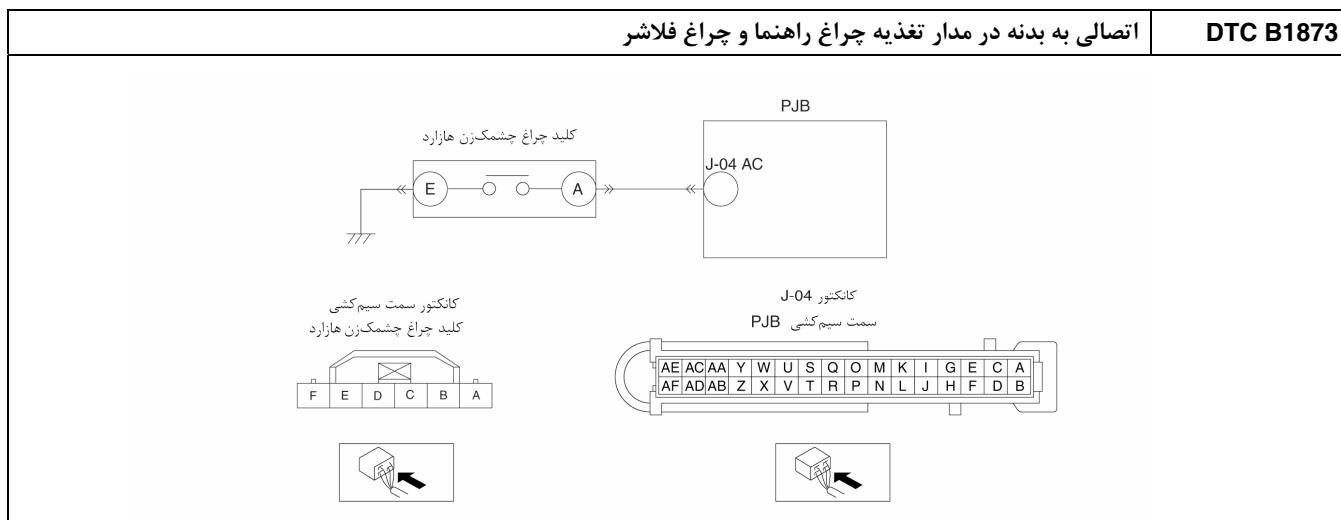 DTC B1873 اتصالی به بدنه در مدار تغذیه چراغ راهنما و چراغ فلاشر
PJB
کلید چراغ چشمک‌زن هازارد
J-04 AC
E A
کانکتور سمت سیم‌کشی
کلید چراغ چشمک‌زن هازارد
F E D C B A
کانکتور J-04
سمت سیم‌کشی PJB
AE AC AA Y W U S Q O M K I G E C A
AF AD AB Z X V T R P N L J H F D B